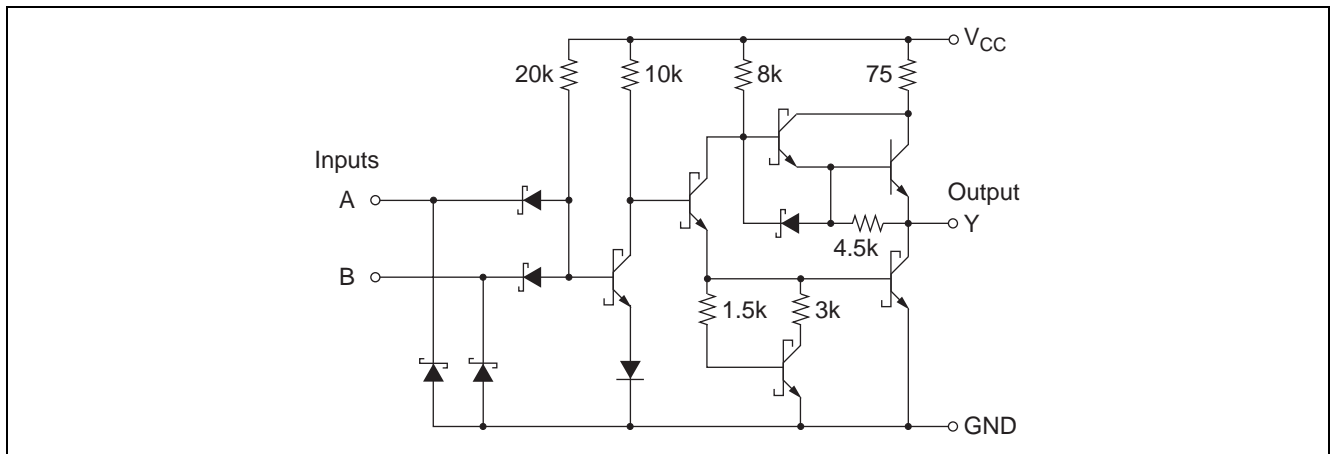 V_CC
20k 10k 8k 75
Inputs
A
Output
Y
4.5k
B
1.5k 3k
GND